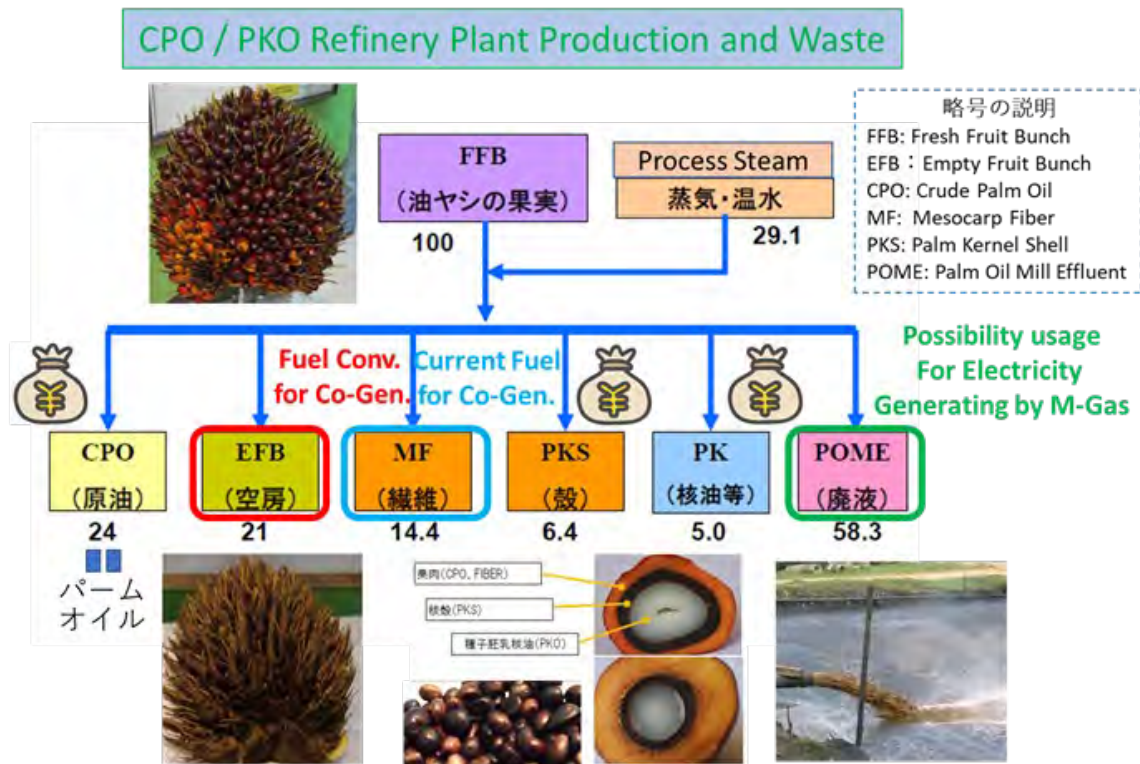 CPO / PKO Refinery Plant Production and Waste
略号の説明
FFB: Fresh Fruit Bunch
EFB：Empty Fruit Bunch
CPO: Crude Palm Oil
MF: Mesocarp Fiber
PKS: Palm Kernel Shell
POME: Palm Oil Mill Effluent
FFB
（油ヤシの果実）
100
Process Steam
蒸気・温水
29.1
Fuel Conv.
for Co-Gen.
Current Fuel
for Co-Gen.
Possibility usage
For Electricity
Generating by M-Gas
¥
¥
¥
CPO
（原油）
24
EFB
（空房）
21
MF
（繊維）
14.4
PKS
（殻）
6.4
PK
（核油等）
5.0
POME
（廃液）
58.3
パーム
オイル
果肉(CPO, FIBER)
核殻(PKS)
種子胚乳核油(PKO)